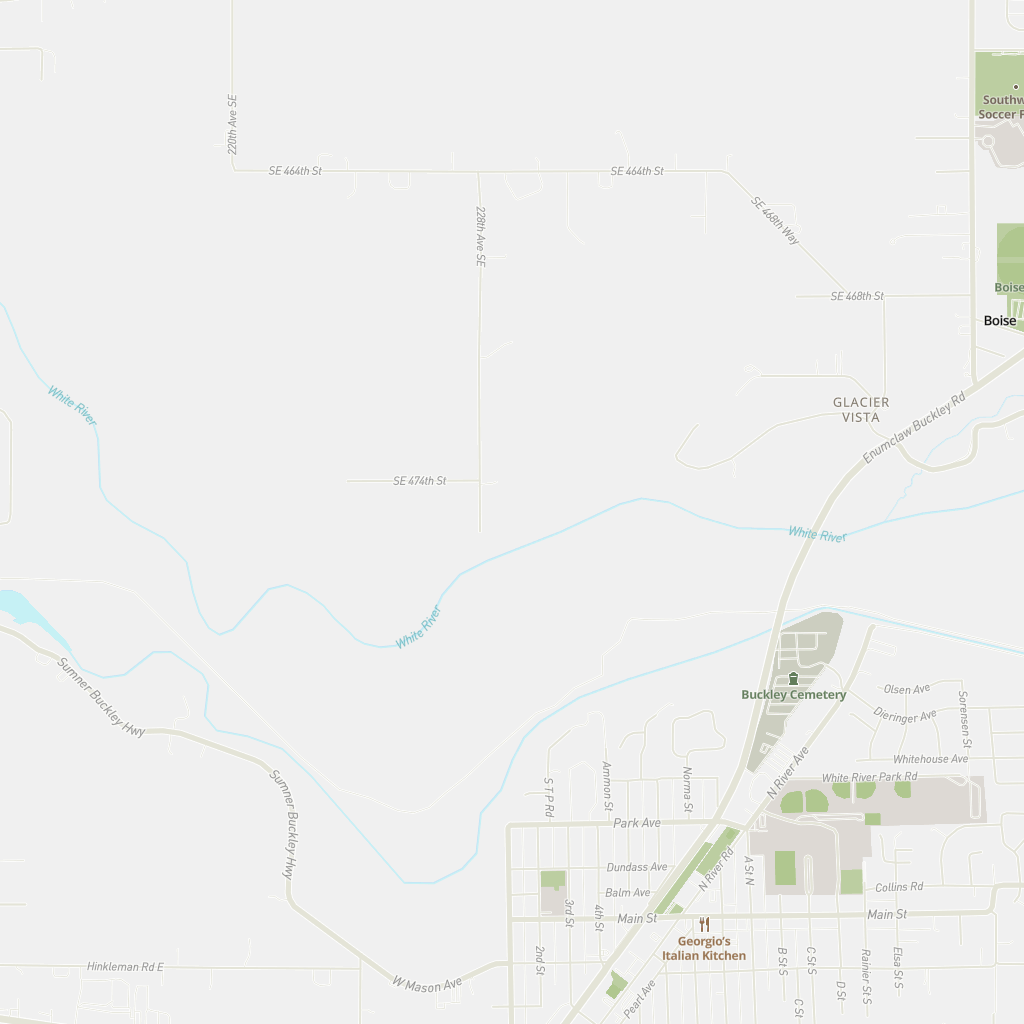 220th Ave SE
Southw
Soccer F
SE 464th St
SE 464th St
228th Ave SE
SE 468th Way
SE 468th St
Boise
Boise
White River
GLACIER
VISTA
Enumclaw Buckley Rd
SE 474th St
White River
White River
Sumner Buckley Hwy
Buckley Cemetery
Olsen Ave
Sorensen St
Dieringer Ave
Whitehouse Ave
Sumner Buckley Hwy
S T P Rd
Ammon St
Norma St
N River Ave
White River Park Rd
Park Ave
Dundass Ave
N River Rd
A St N
Balm Ave
Collins Rd
3rd St
4th St
Main St
Main St
Georgio's
Italian Kitchen
2nd St
B St S
C St S
Rainier St S
Elsa St S
Hinkleman Rd E
W Mason Ave
Pearl Ave
C St
D St